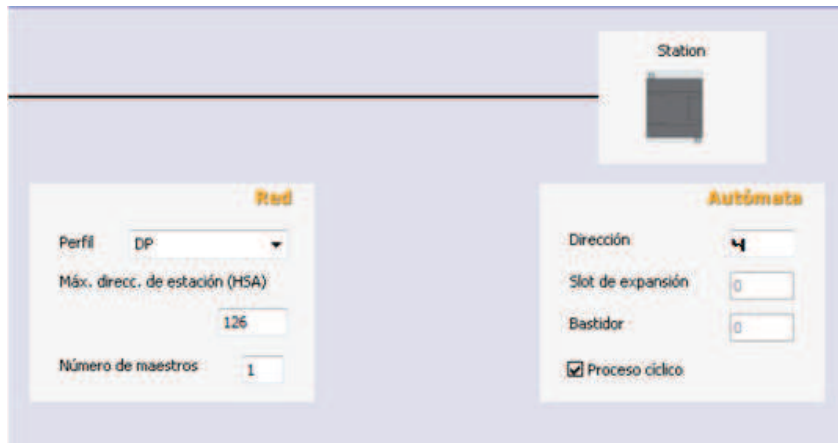 Station
Red
Perfil DP
Máx. direcc. de estación (HSA)
126
Número de maestros 1
Autómata
Dirección 4
Slot de expansión 0
Bastidor 0
Proceso cíclico